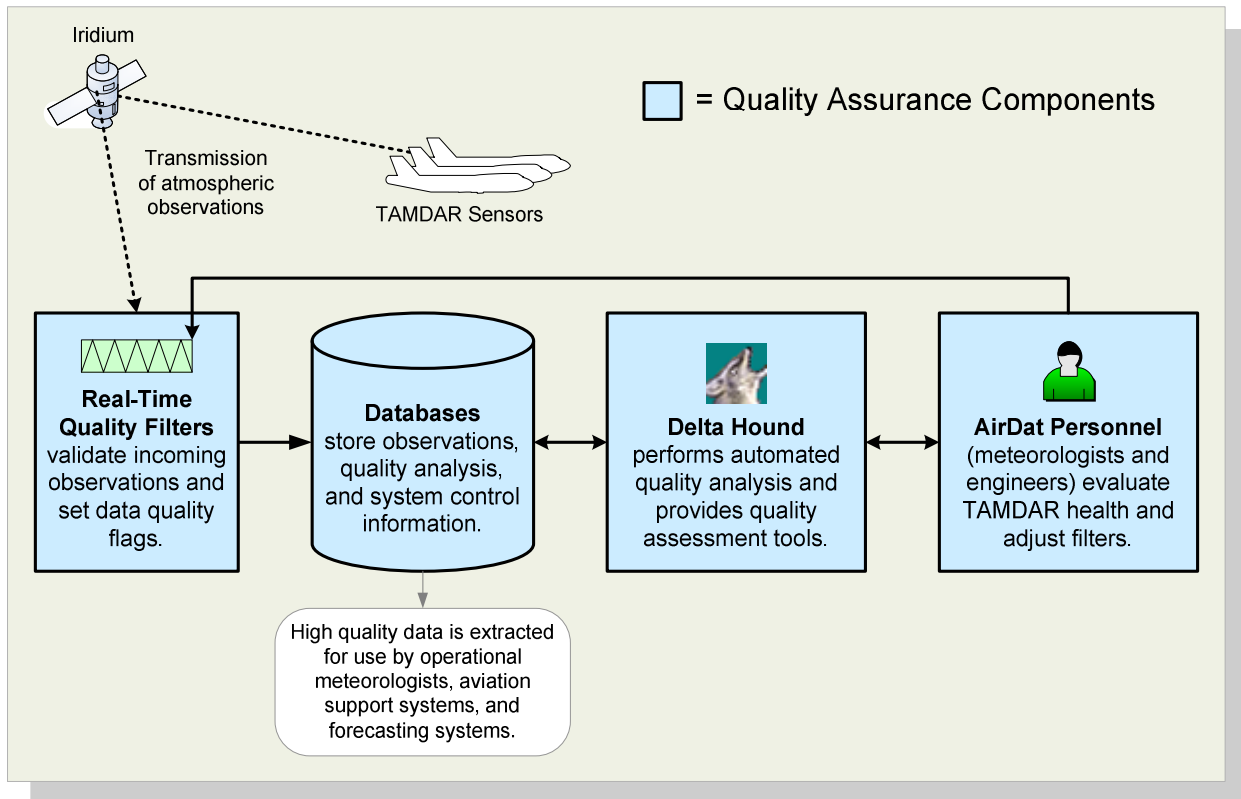 Iridium
= Quality Assurance Components
Transmission
of atmospheric
observations
TAMDAR Sensors
Real-Time
Quality Filters
validate incoming
observations and
set data quality
flags.
Databases
store observations,
quality analysis,
and system control
information.
Delta Hound
performs automated
quality analysis and
provides quality
assessment tools.
AirDat Personnel
(meteorologists and
engineers) evaluate
TAMDAR health and
adjust filters.
High quality data is extracted
for use by operational
meteorologists, aviation
support systems, and
forecasting systems.